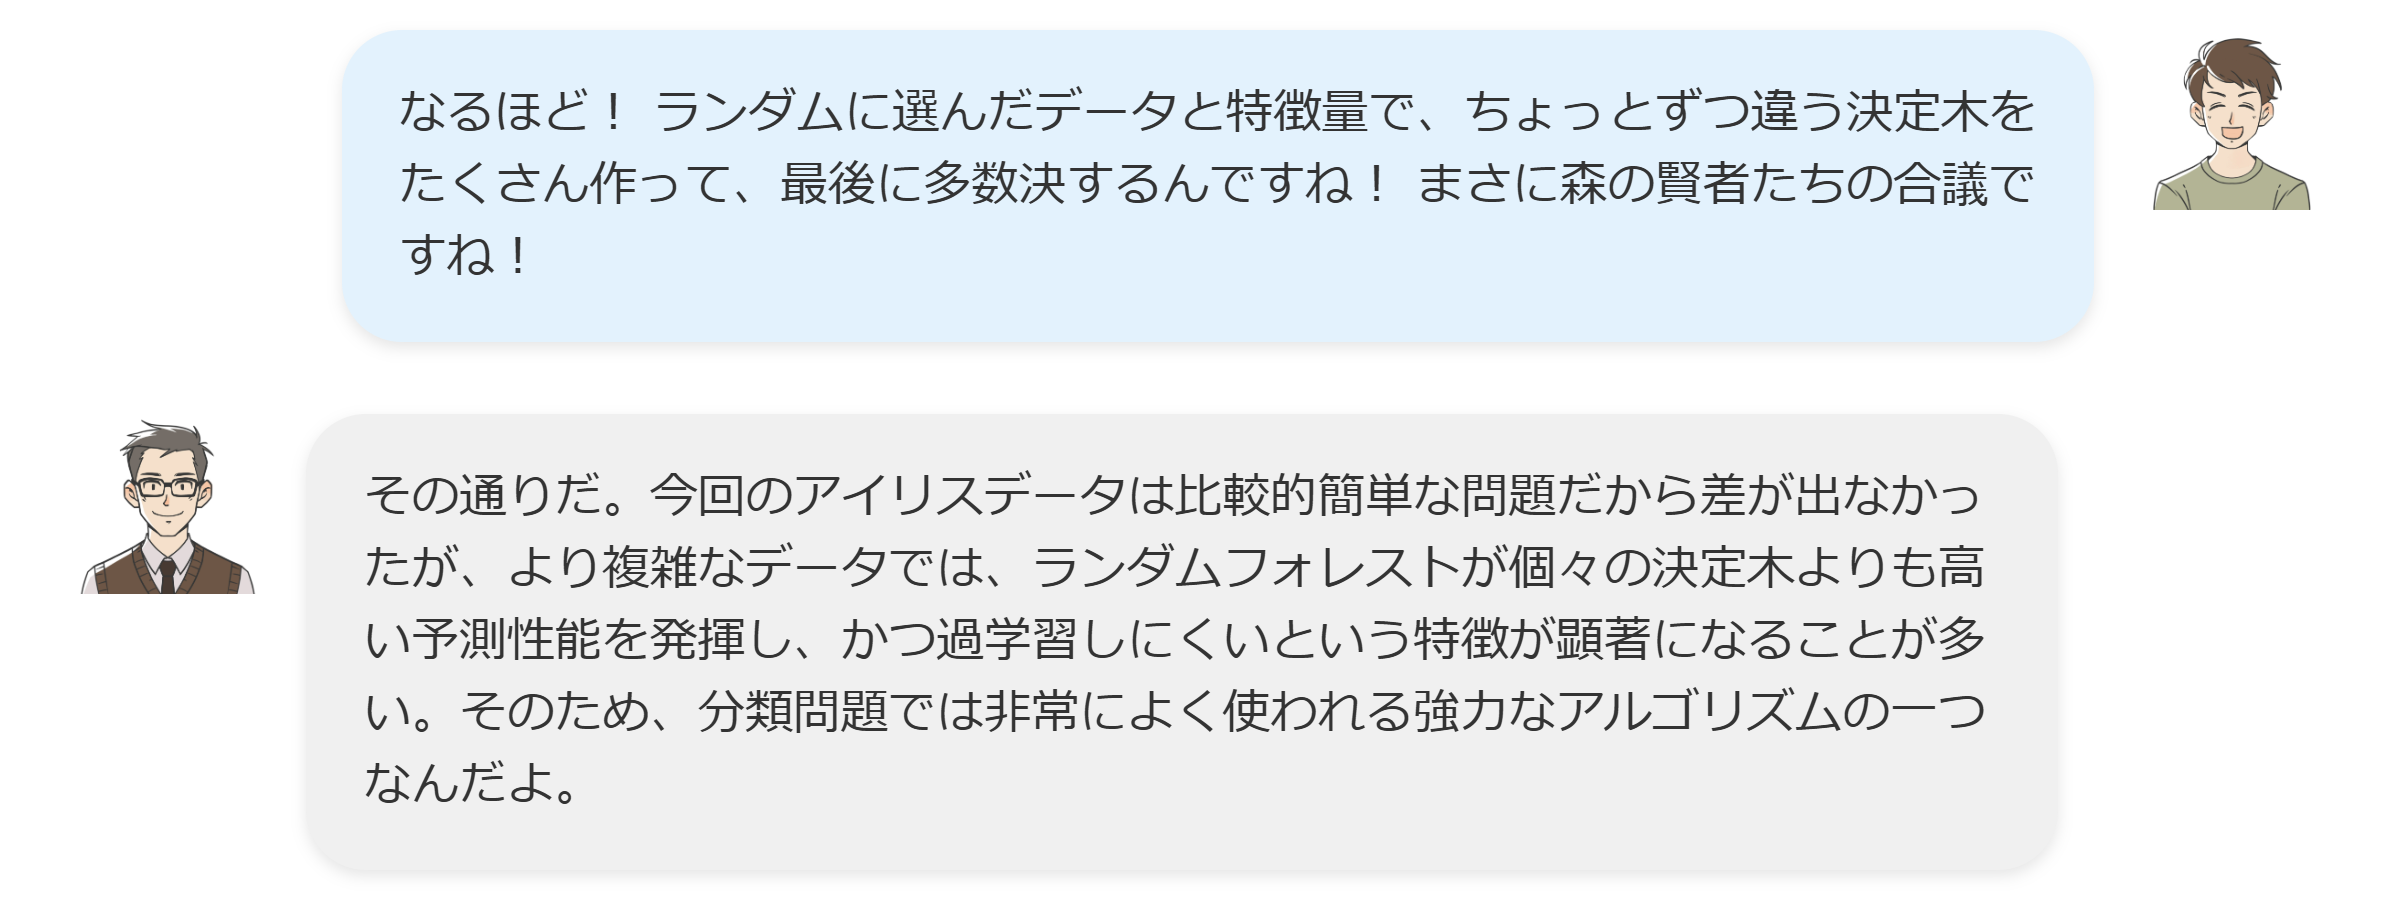 なるほど！ ランダムに選んだデータと特徴量で、ちょっとずつ違う決定木を
たくさん作って、最後に多数決するんですね！ まさに森の賢者たちの合議で
すね！
その通りだ。今回のアイリスデータは比較的簡単な問題だから差が出なかっ
たが、より複雑なデータでは、ランダムフォレストが個々の決定木よりも高
い予測性能を発揮し、かつ過学習しにくいという特徴が顕著になることが多
い。そのため、分類問題では非常によく使われる強力なアルゴリズムの一つ
なんだよ。